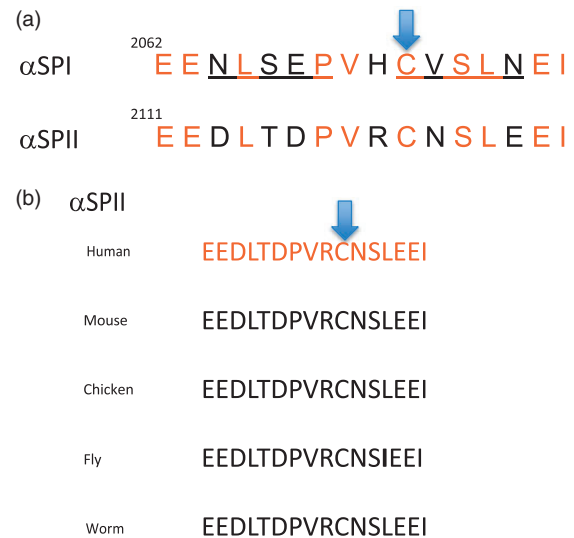 (a)
2062
αSPI EENLSEPVHCVSLNEI
2111
αSPII EEDLTDPVRCNSLEEI
(b) αSPII
Human EEDLTDPVRCNSLEEI
Mouse EEDLTDPVRCNSLEEI
Chicken EEDLTDPVRCNSLEEI
Fly EEDLTDPVRCNSIEEI
Worm EEDLTDPVRCNSLEEI